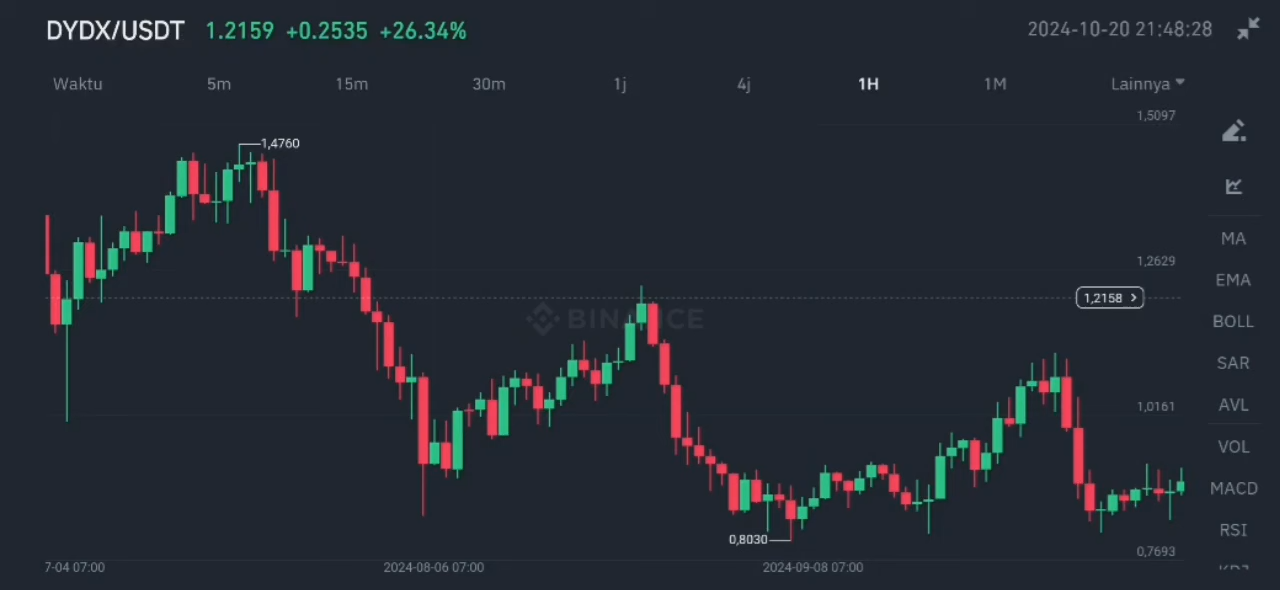 DYDX/USDT 1.2159 +0.2535 +26.34% 2024-10-20 21:48:28
Waktu 5m 15m 30m 1j 4j 1H 1M Lainnya
1,5097
1,4760
MA
1,2629
EMA
1,2158
BINANCE
BOLL
SAR
1,0161
AVL
VOL
MACD
RSI
0,8030
0,7693
7-04 07:00 2024-08-06 07:00 2024-09-08 07:00